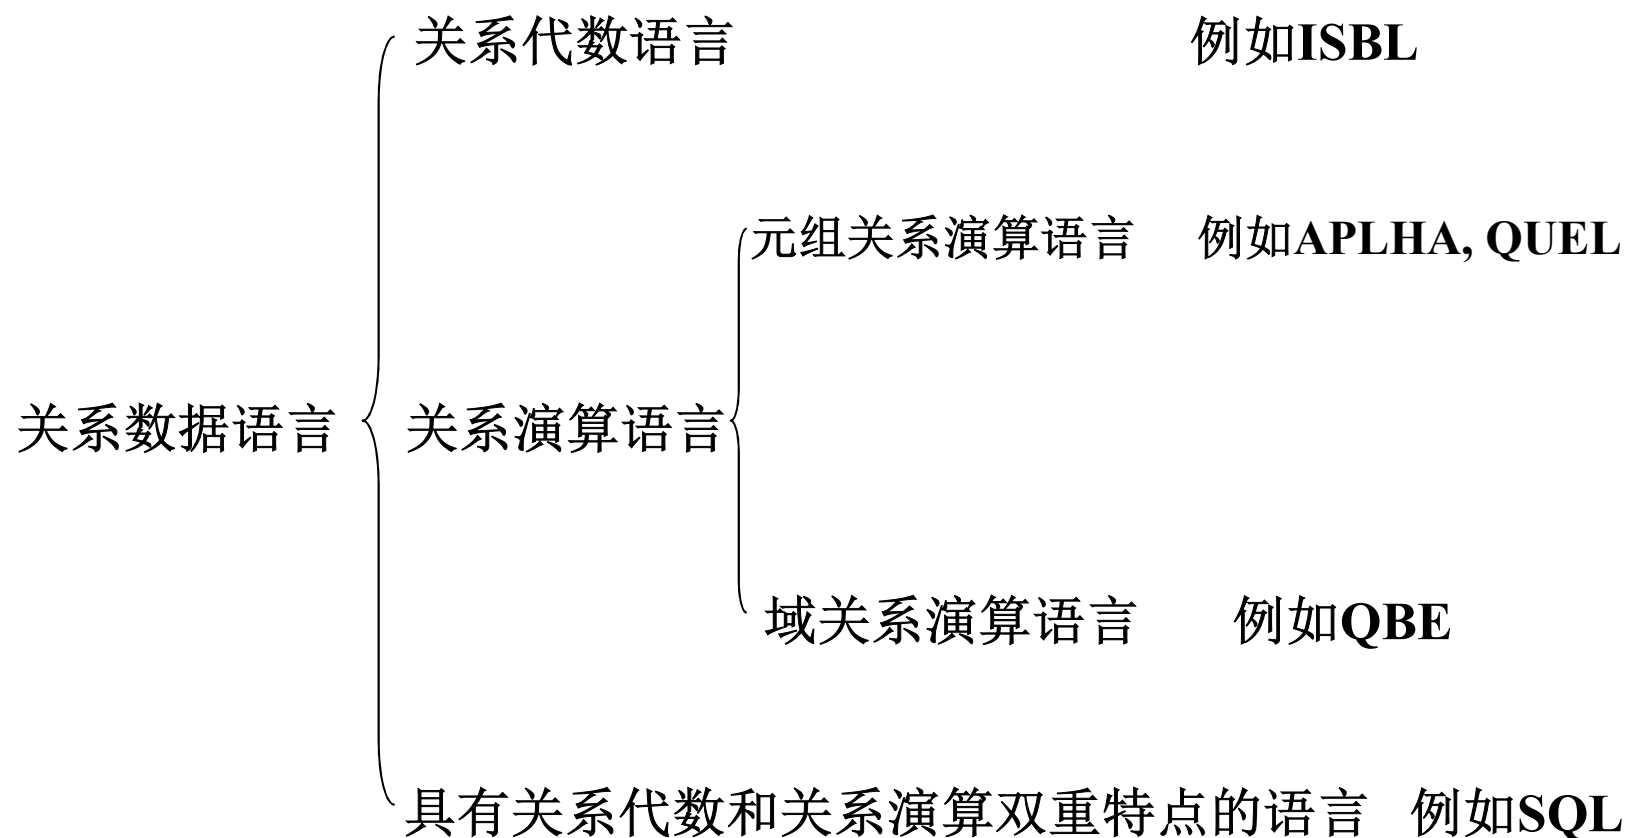 关系代数语言 例如ISBL
元组关系演算语言 例如APLHA, QUEL
关系数据语言 关系演算语言
域关系演算语言 例如QBE
具有关系代数和关系演算双重特点的语言 例如SQL